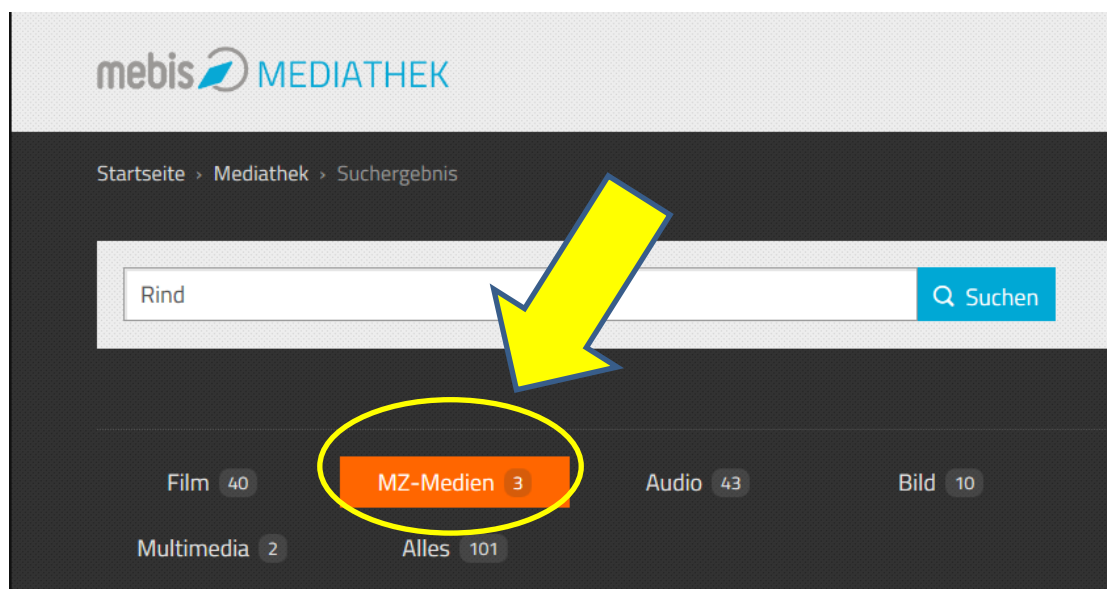 mebis MEDIATHEK
Startseite › Mediathek › Suchergebnis
Rind Suchen
Film 40 MZ-Medien 3 Audio 43 Bild 10
Multimedia 2 Alles 101